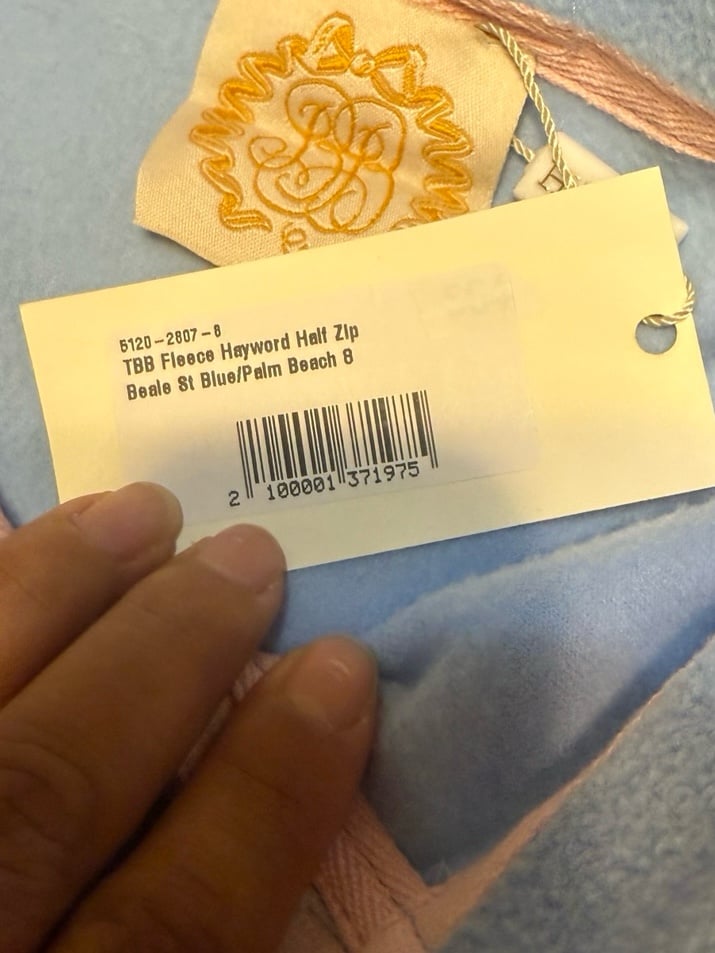 5120-2807-8
TBB Fleece Hayword Half Zip
Beale St Blue/Palm Beach 8
2 100001 371975